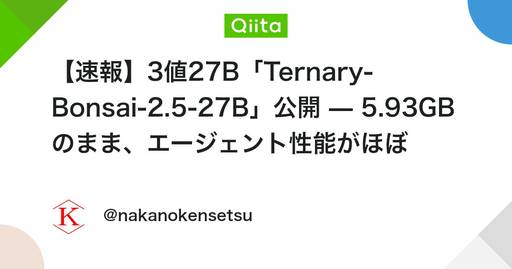 Qiita
【速報】3値27B「Ternary-
Bonsai-2.5-27B」公開 — 5.93GB
のまま、エージェント性能がほぼ
K
@nakanokensetsu